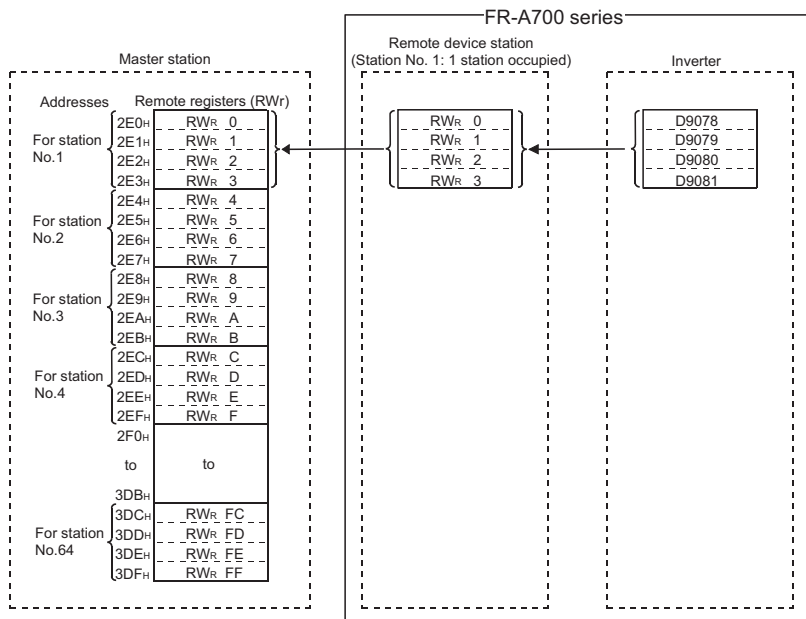 FR-A700 series
Master station
Remote device station
(Station No. 1: 1 station occupied)
Inverter
Addresses Remote registers (RWr)
For station
No.1
2E0H RWR 0
2E1H RWR 1
2E2H RWR 2
2E3H RWR 3
RWR 0
RWR 1
RWR 2
RWR 3
D9078
D9079
D9080
D9081
For station
No.2
2E4H RWR 4
2E5H RWR 5
2E6H RWR 6
2E7H RWR 7
For station
No.3
2E8H RWR 8
2E9H RWR 9
2EAH RWR A
2EBH RWR B
For station
No.4
2ECH RWR C
2EDH RWR D
2EEH RWR E
2EFH RWR F
2F0H
to to
3DBH
For station
No.64
3DCH RWR FC
3DDH RWR FD
3DEH RWR FE
3DFH RWR FF